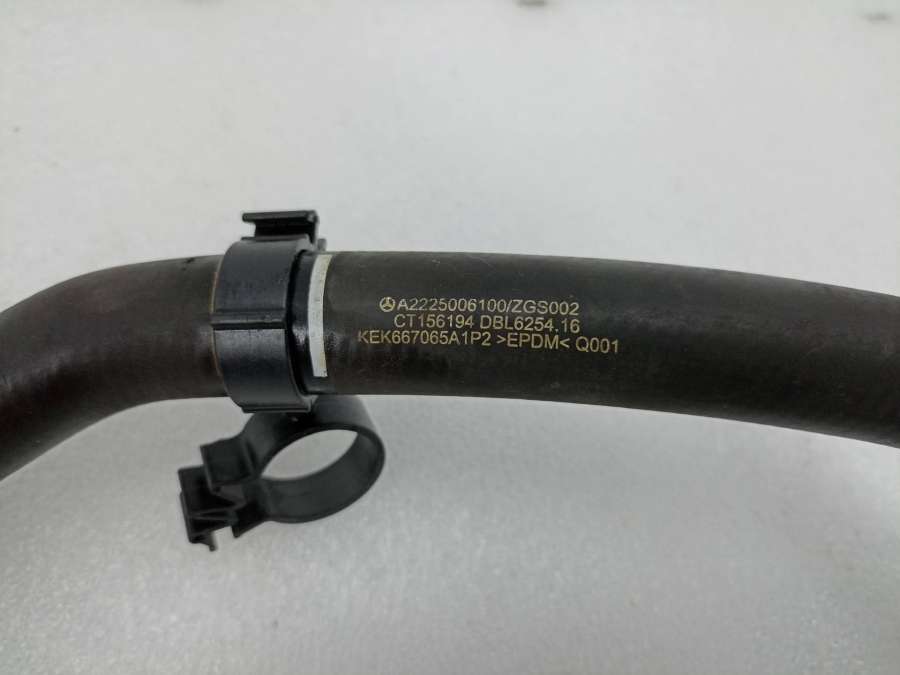 A2225006100/ZGS002
CT156194 DBL6254.16
KEK667065A1P2 >EPDM< Q001